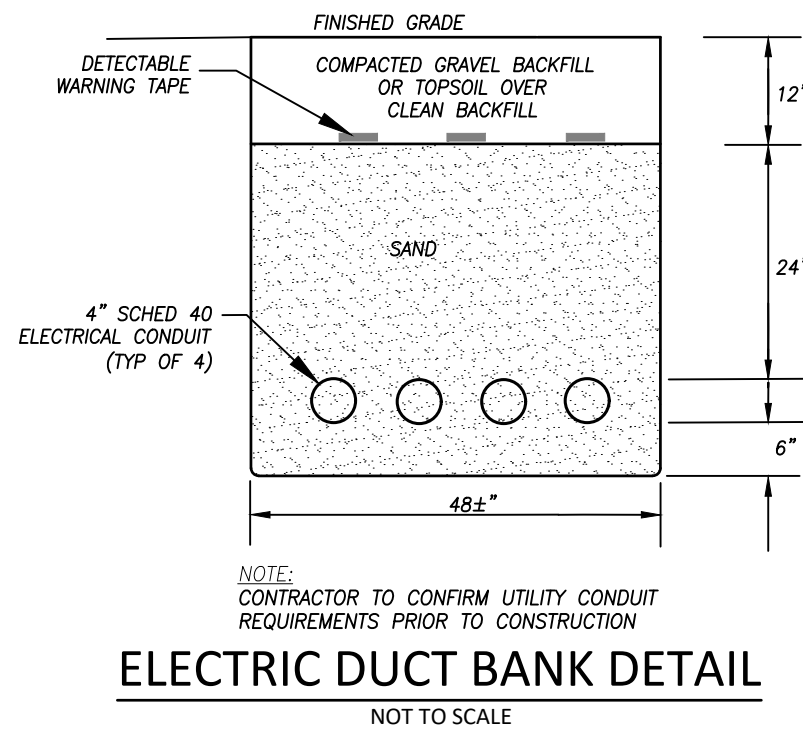 FINISHED GRADE
DETECTABLE
WARNING TAPE
COMPACTED GRAVEL BACKFILL
OR TOPSOIL OVER
CLEAN BACKFILL
12"
SAND
24"
4" SCHED 40
ELECTRICAL CONDUIT
(TYP OF 4)
6"
48±"
NOTE:
CONTRACTOR TO CONFIRM UTILITY CONDUIT
REQUIREMENTS PRIOR TO CONSTRUCTION
ELECTRIC DUCT BANK DETAIL
NOT TO SCALE